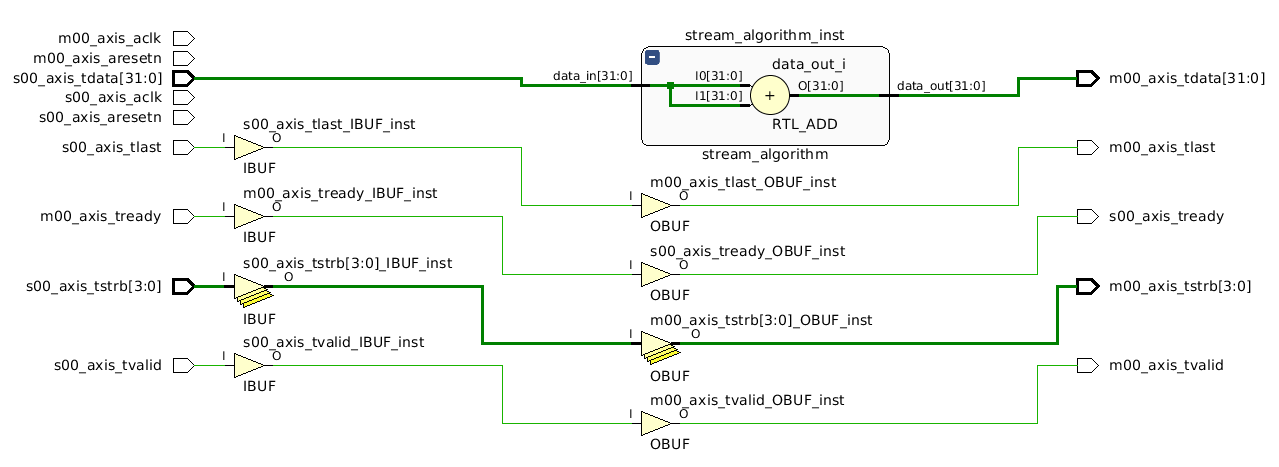 m00_axis_aclk
m00_axis_aresetn
s00_axis_tdata[31:0]
s00_axis_aclk
s00_axis_aresetn
s00_axis_tlast
m00_axis_tready
s00_axis_tstrb[3:0]
s00_axis_tvalid
s00_axis_tlast_IBUF_inst
I
O
IBUF
m00_axis_tready_IBUF_inst
I
O
IBUF
s00_axis_tstrb[3:0]_IBUF_inst
I
O
IBUF
s00_axis_tvalid_IBUF_inst
I
O
IBUF
stream_algorithm_inst
data_in[31:0]
I0[31:0]
I1[31:0]
data_out_i
+
O[31:0]
RTL_ADD
data_out[31:0]
stream_algorithm
m00_axis_tlast_OBUF_inst
I
O
OBUF
s00_axis_tready_OBUF_inst
I
O
OBUF
m00_axis_tstrb[3:0]_OBUF_inst
I
O
OBUF
m00_axis_tvalid_OBUF_inst
I
O
OBUF
m00_axis_tdata[31:0]
m00_axis_tlast
s00_axis_tready
m00_axis_tstrb[3:0]
m00_axis_tvalid